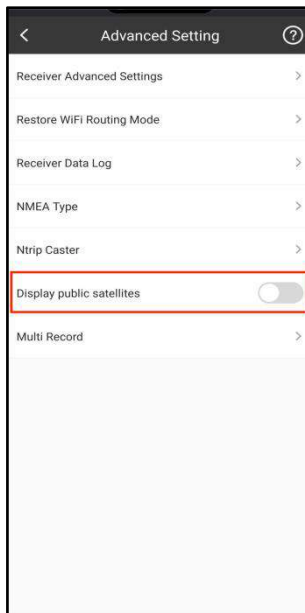 Advanced Setting
Receiver Advanced Settings
Restore WiFi Routing Mode
Receiver Data Log
NMEA Type
Ntrip Caster
Display public satellites
Multi Record